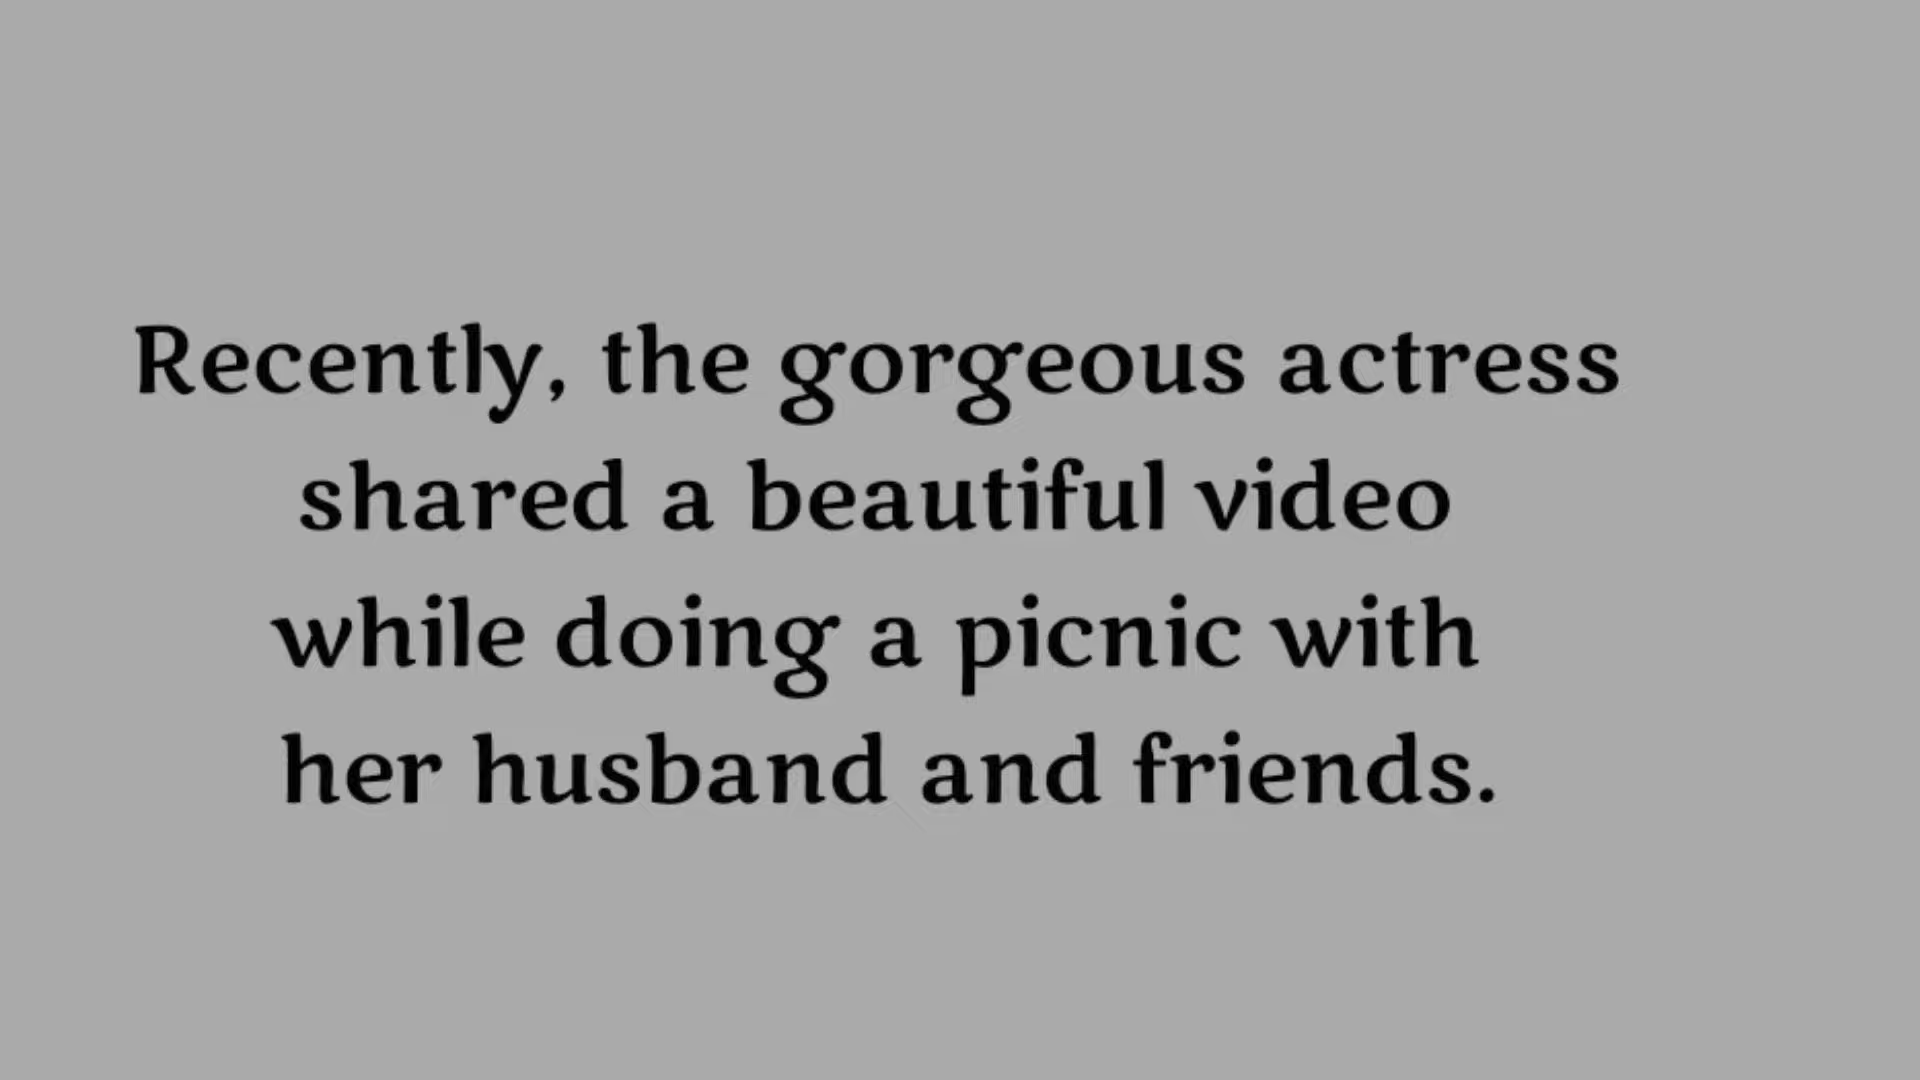 Recently, the gorgeous actress
shared a beautiful video
while doing a picnic with
her husband and friends.